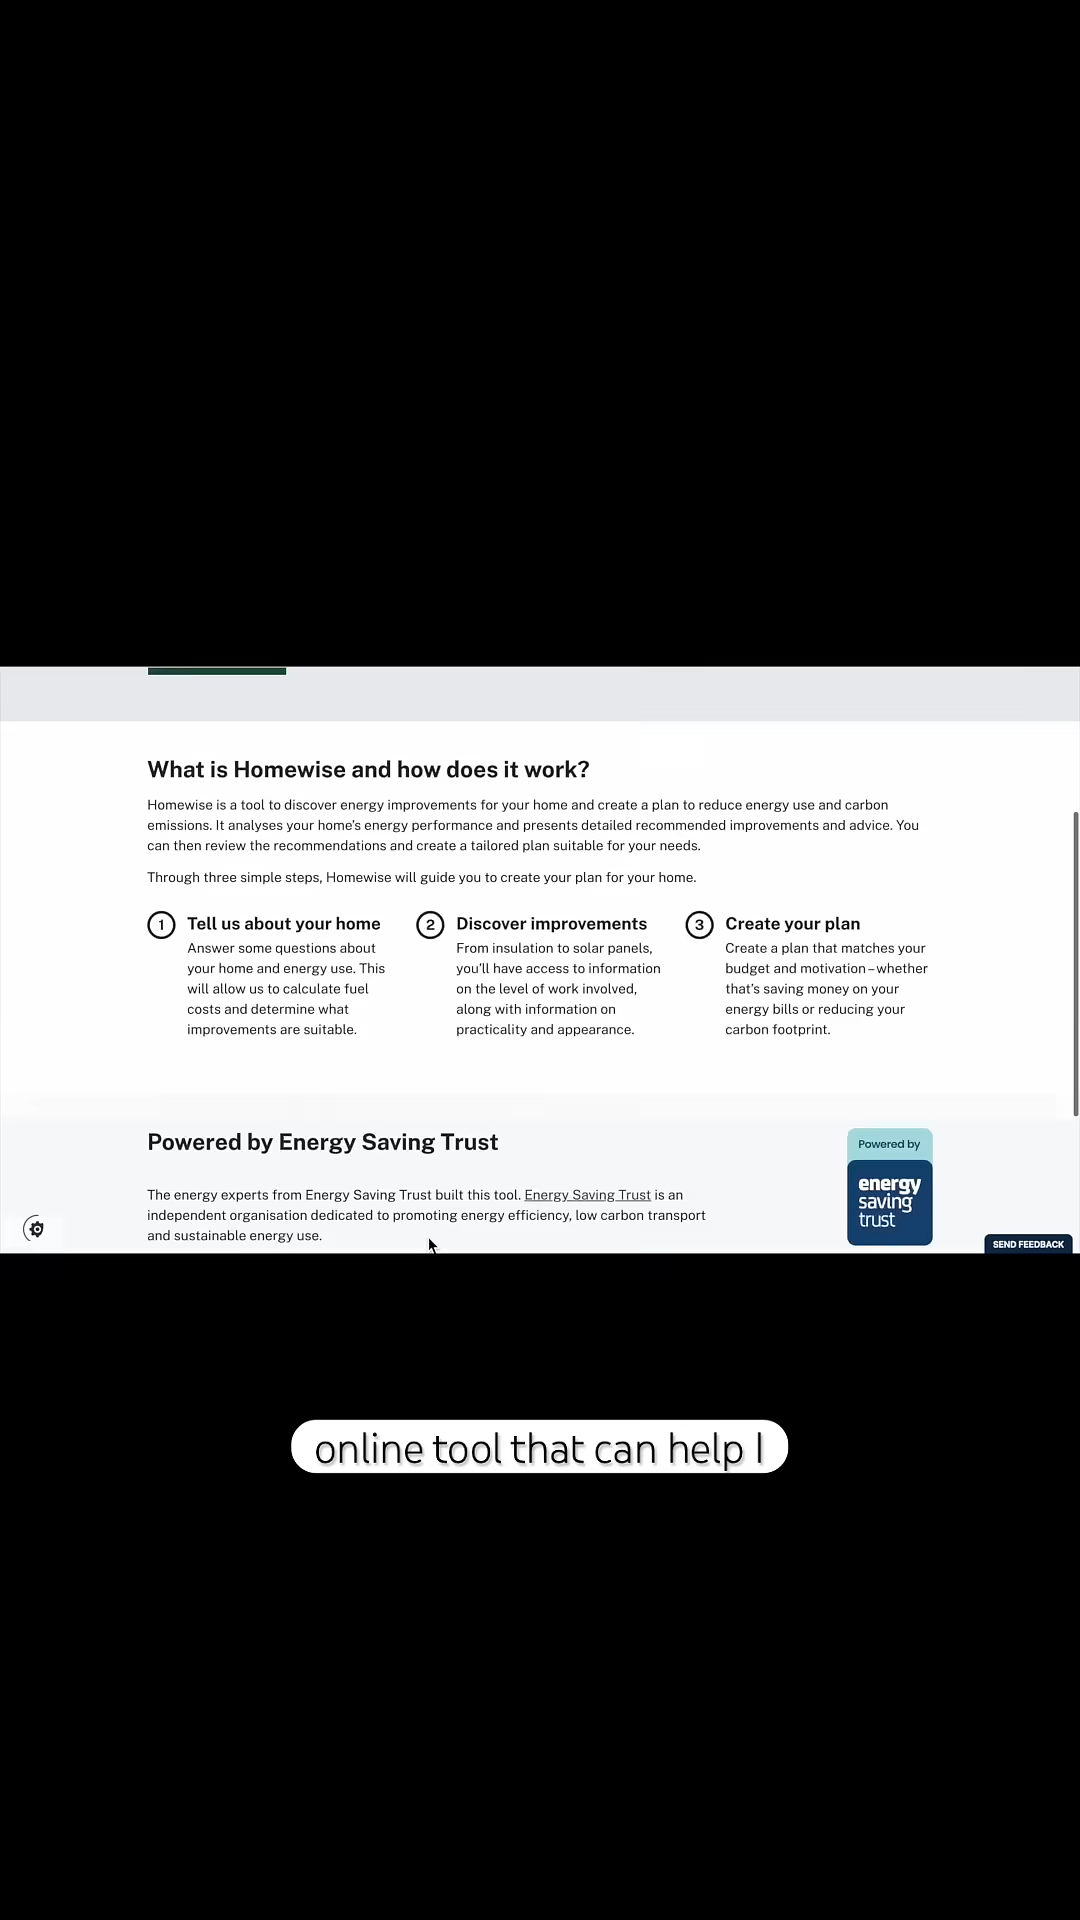 What is Homewise and how does it work?
Homewise is a tool to discover energy improvements for your home and create a plan to reduce energy use and carbon
emissions. It analyses your home's energy performance and presents detailed recommended improvements and advice. You
can then review the recommendations and create a tailored plan suitable for your needs.
Through three simple steps, Homewise will guide you to create your plan for your home.
1 Tell us about your home
Answer some questions about
your home and energy use. This
will allow us to calculate fuel
costs and determine what
improvements are suitable.
2 Discover improvements
From insulation to solar panels,
you'll have access to information
on the level of work involved,
along with information on
practicality and appearance.
3 Create your plan
Create a plan that matches your
budget and motivation – whether
that's saving money on your
energy bills or reducing your
carbon footprint.
Powered by Energy Saving Trust
The energy experts from Energy Saving Trust built this tool. Energy Saving Trust is an
independent organisation dedicated to promoting energy efficiency, low carbon transport
and sustainable energy use.
Powered by
energy
saving
trust
SEND FEEDBACK
online tool that can help I